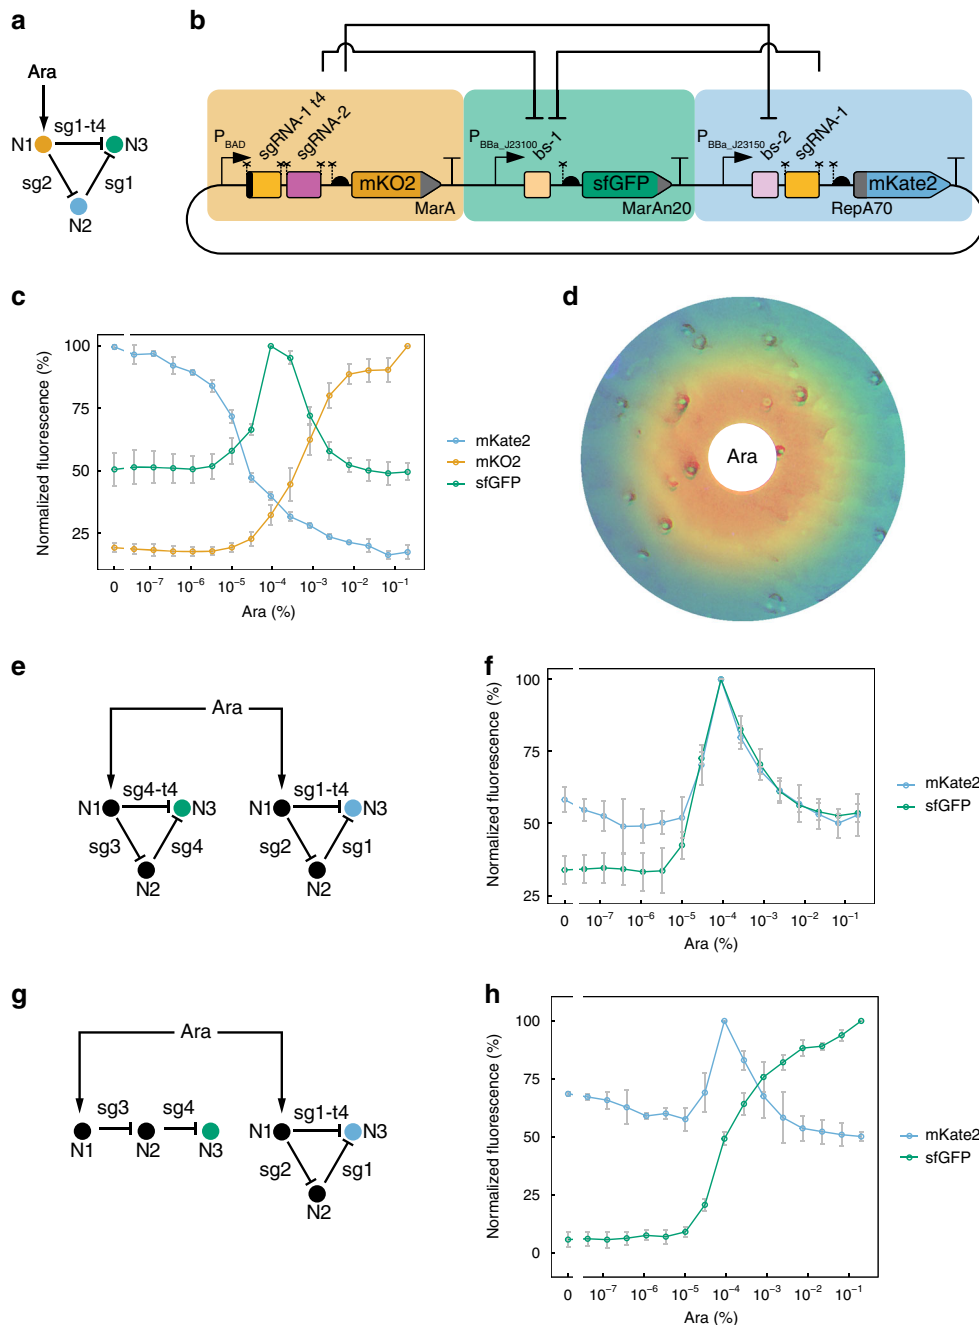 a
Ara
sg1-t4
N1
N3
sg2
sg1
N2
b
sgRNA-1 t4
sgRNA-2
bs-1
bs-2
sgRNA-1
PBAD
PBBa_J23100
PBBa_J23150
mKO2
sfGFP
mKate2
MarA
MarAn20
RepA70
c
Normalized fluorescence (%)
100
75
50
25
0
10⁻⁷
10⁻⁶
10⁻⁵
10⁻⁴
10⁻³
10⁻²
10⁻¹
Ara (%)
mKate2
mKO2
sfGFP
d
Ara
e
Ara
sg4-t4
N1
N3
sg3
sg4
N2
sg1-t4
N1
N3
sg2
sg1
N2
f
Normalized fluorescence (%)
100
75
50
25
0
10⁻⁷
10⁻⁶
10⁻⁵
10⁻⁴
10⁻³
10⁻²
10⁻¹
Ara (%)
mKate2
sfGFP
g
Ara
sg3
sg4
N1
N2
N3
sg1-t4
N1
N3
sg2
sg1
N2
h
Normalized fluorescence (%)
100
75
50
25
0
0
10⁻⁷
10⁻⁶
10⁻⁵
10⁻⁴
10⁻³
10⁻²
10⁻¹
Ara (%)
mKate2
sfGFP